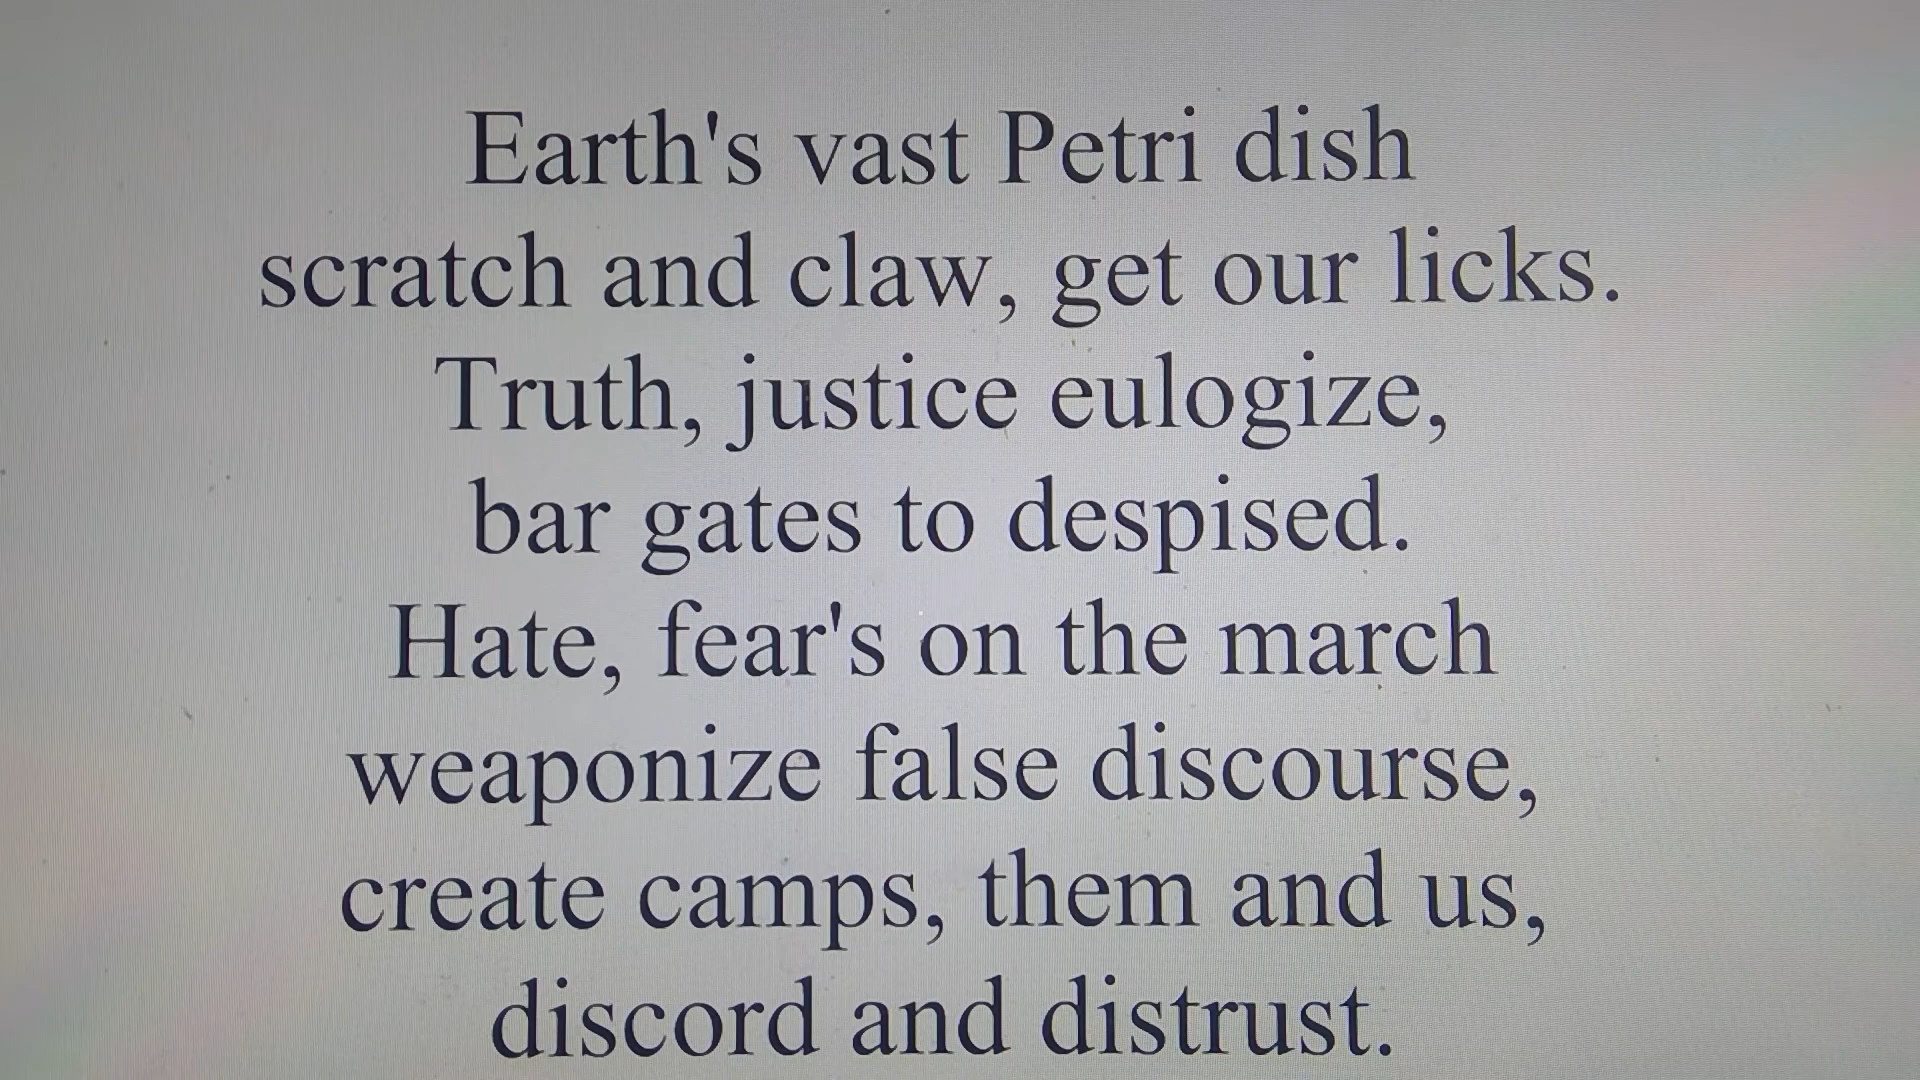 Earth's vast Petri dish
scratch and claw, get our licks.
Truth, justice eulogize,
bar gates to despised.
Hate, fear's on the march
weaponize false discourse,
create camps, them and us,
discord and distrust.